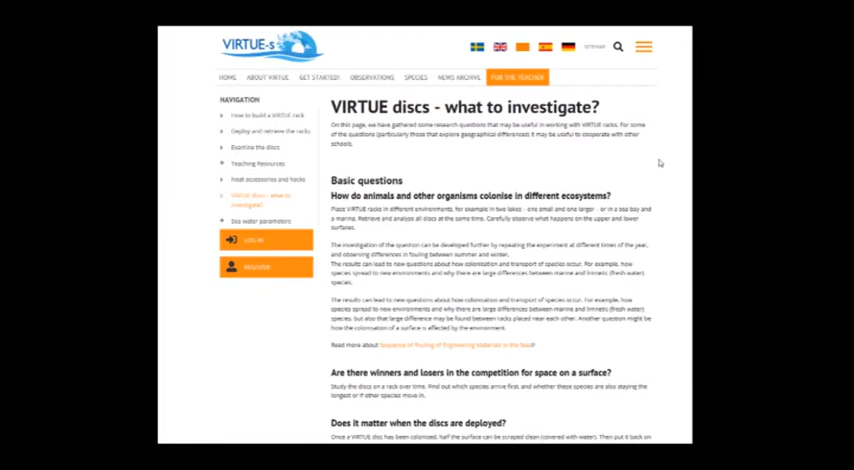 VIRTUE-s
SITEMAP
HOME ABOUT VIRTUE GET STARTED! OBSERVATIONS SPECIES NEWS ARCHIVE FOR THE TEACHER
NAVIGATION
How to build a VIRTUE rack
Deploy and retrieve the racks
Examine the discs
Teaching Resources
Neat accessories and hacks
VIRTUE discs - what to
investigate?
Sea water parameters
LOG IN
REGISTER
VIRTUE discs - what to investigate?
On this page, we have gathered some research questions that may be useful in working with VIRTUE racks. For some
of the questions (particularly those that explore geographical differences) it may be useful to cooperate with other
schools.
Basic questions
How do animals and other organisms colonise in different ecosystems?
Place VIRTUE racks in different environments, for example in two lakes - one small and one larger - or in a sea bay and
a marina. Retrieve and analyse all discs at the same time. Carefully observe what happens on the upper and lower
surfaces.
The investigation of the question can be developed further by repeating the experiment at different times of the year,
and observing differences in fouling between summer and winter.
The results can lead to new questions about how colonisation and transport of species occur. For example, how
species spread to new environments and why there are large differences between marine and limnetic (fresh water)
species.
The results can lead to new questions about how colonisation and transport of species occur. For example, how
species spread to new environments and why there are large differences between marine and limnetic (fresh water)
species, but also that large difference may be found between racks placed near each other. Another question might be
how the colonisation of a surface is affected by the environment.
Read more about Sequence of Fouling of Engineering Materials in the Sea
Are there winners and losers in the competition for space on a surface?
Study the discs on a rack over time. Find out which species arrive first, and whether these species are also staying the
longest or if other species move in.
Does it matter when the discs are deployed?
Once a VIRTUE disc has been colonized, half the surface can be scraped clean (covered with water). Then put it back on